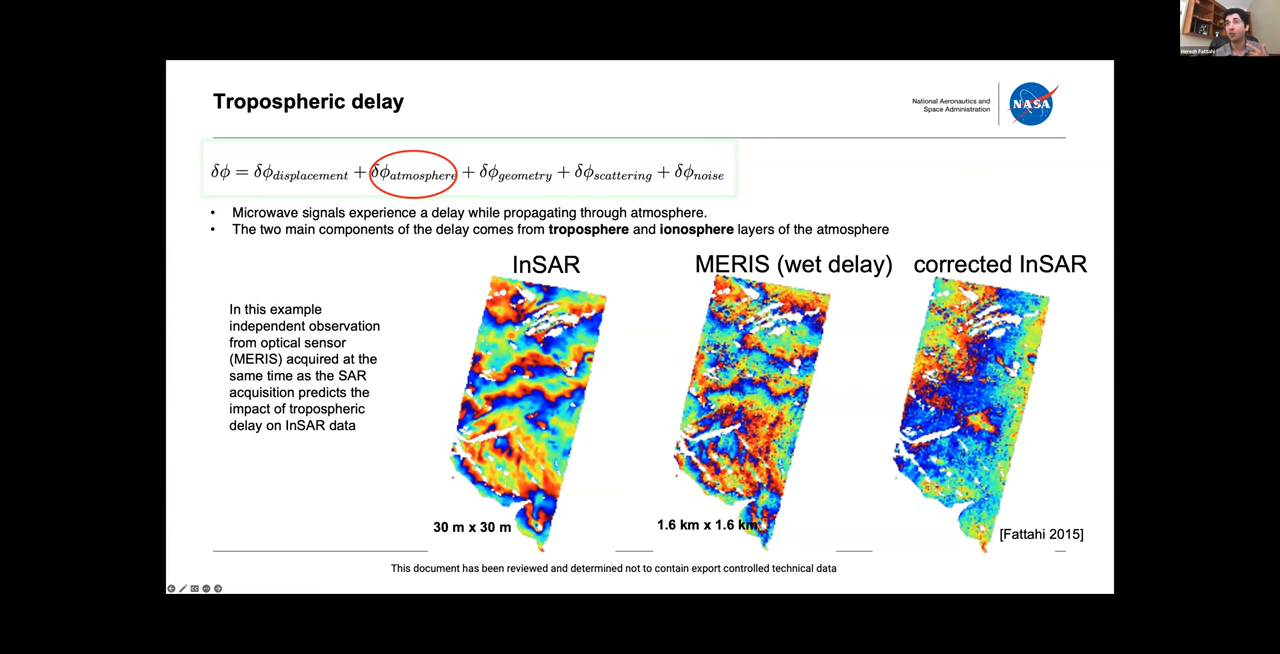 Heresh Fattahi
Tropospheric delay
National Aeronautics and
Space Administration
NASA
δϕ = δϕ_displacement + δϕ_atmosphere + δϕ_geometry + δϕ_scattering + δϕ_noise
• Microwave signals experience a delay while propagating through atmosphere.
• The two main components of the delay comes from troposphere and ionosphere layers of the atmosphere
InSAR
MERIS (wet delay)
corrected InSAR
In this example
independent observation
from optical sensor
(MERIS) acquired at the
same time as the SAR
acquisition predicts the
impact of tropospheric
delay on InSAR data
30 m x 30 m
1.6 km x 1.6 km
[Fattahi 2015]
This document has been reviewed and determined not to contain export controlled technical data